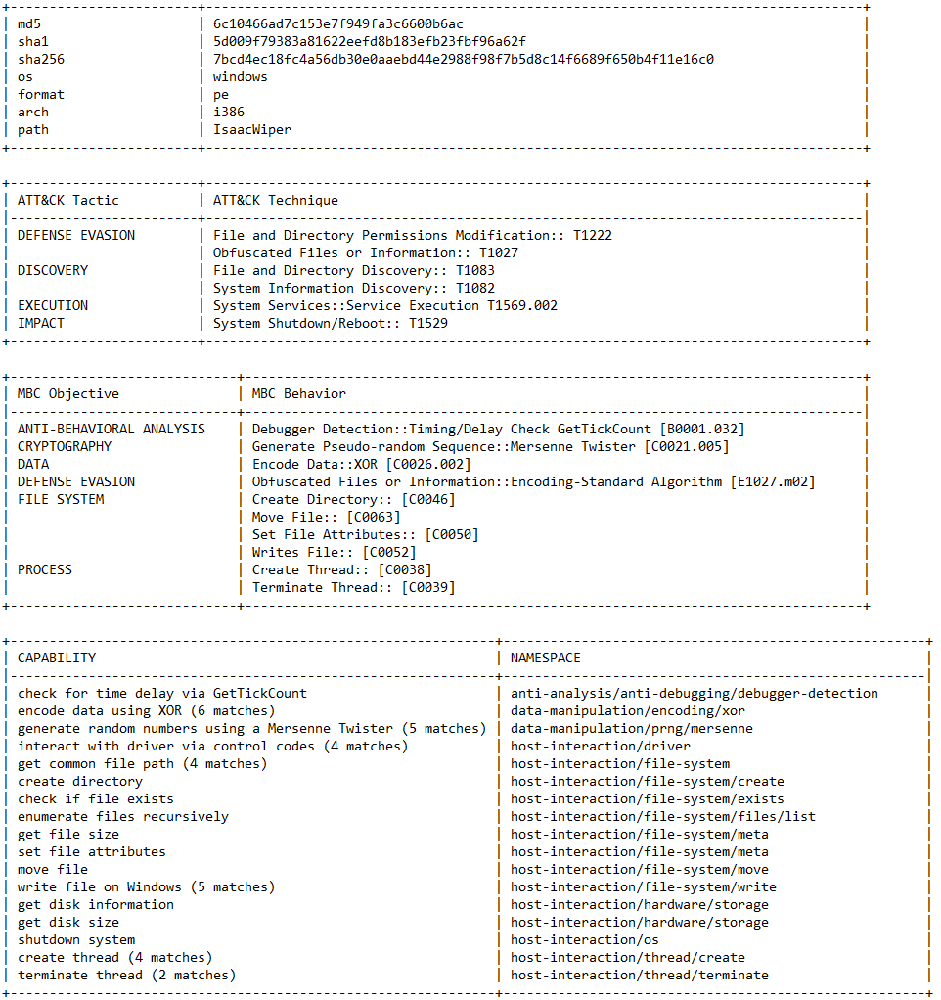 md5 6c10466ad7c153e7f949fa3c6600b6ac
sha1 5d009f79383a81622eefd8b183efb23fbf96a62f
sha256 7bcd4ec18fc4a56db30e0aaebd44e2988f98f7b5d8c14f6689f650b4f11e16c0
os windows
format pe
arch i386
path IsaacWiper
ATT&CK Tactic ATT&CK Technique
DEFENSE EVASION File and Directory Permissions Modification:: T1222
Obfuscated Files or Information:: T1027
DISCOVERY File and Directory Discovery:: T1083
System Information Discovery:: T1082
EXECUTION System Services::Service Execution T1569.002
IMPACT System Shutdown/Reboot:: T1529
MBC Objective MBC Behavior
ANTI-BEHAVIORAL ANALYSIS Debugger Detection::Timing/Delay Check GetTickCount [B0001.032]
CRYPTOGRAPHY Generate Pseudo-random Sequence::Mersenne Twister [C0021.005]
DATA Encode Data::XOR [C0026.002]
DEFENSE EVASION Obfuscated Files or Information::Encoding-Standard Algorithm [E1027.m02]
FILE SYSTEM Create Directory:: [C0046]
Move File:: [C0063]
Set File Attributes:: [C0050]
Writes File:: [C0052]
PROCESS Create Thread:: [C0038]
Terminate Thread:: [C0039]
CAPABILITY NAMESPACE
check for time delay via GetTickCount anti-analysis/anti-debugging/debugger-detection
encode data using XOR (6 matches) data-manipulation/encoding/xor
generate random numbers using a Mersenne Twister (5 matches) data-manipulation/prng/mersenne
interact with driver via control codes (4 matches) host-interaction/driver
get common file path (4 matches) host-interaction/file-system
create directory host-interaction/file-system/create
check if file exists host-interaction/file-system/exists
enumerate files recursively host-interaction/file-system/files/list
get file size host-interaction/file-system/meta
set file attributes host-interaction/file-system/meta
move file host-interaction/file-system/move
write file on Windows (5 matches) host-interaction/file-system/write
get disk information host-interaction/hardware/storage
get disk size host-interaction/hardware/storage
shutdown system host-interaction/os
create thread (4 matches) host-interaction/thread/create
terminate thread (2 matches) host-interaction/thread/terminate